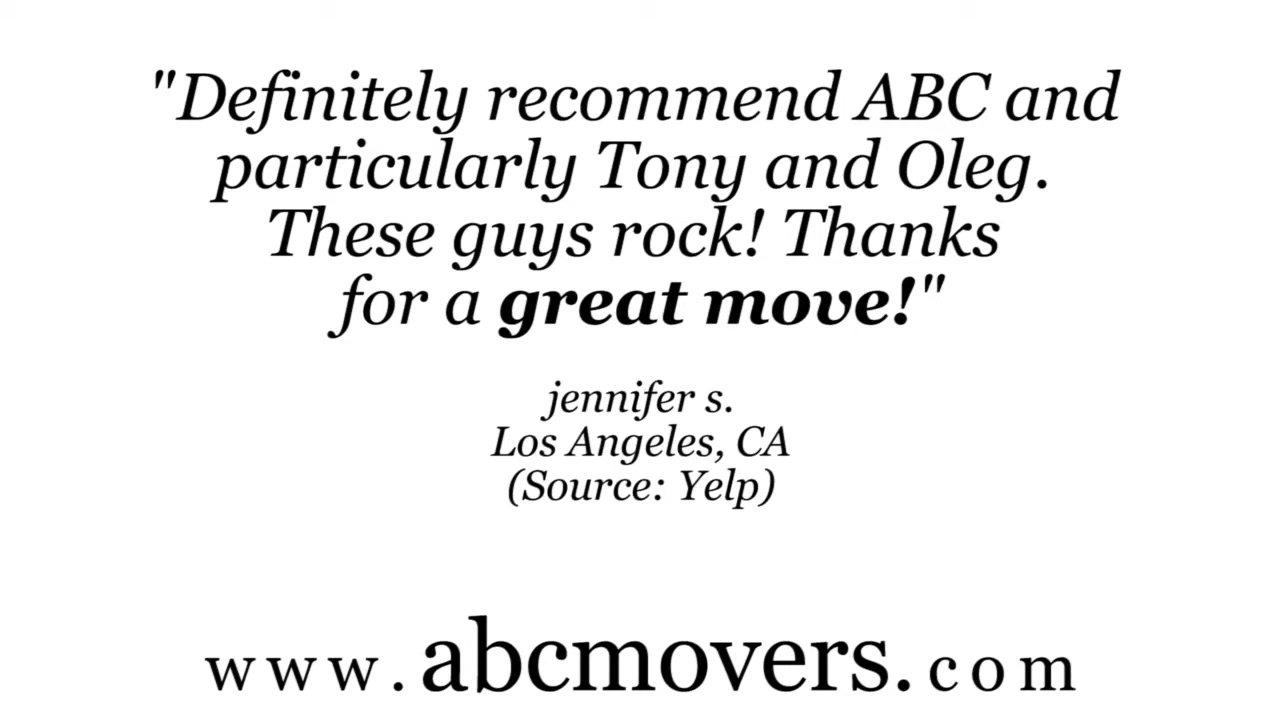 "Definitely recommend ABC and
particularly Tony and Oleg.
These guys rock! Thanks
for a great move!"
jennifer s.
Los Angeles, CA
(Source: Yelp)
www.abcmovers.com